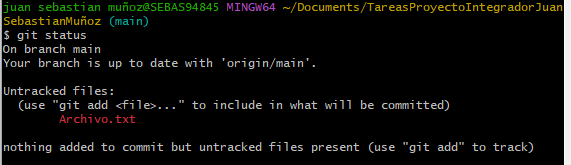 juan sebastian muñoz@SEBAS94845 MINGW64 ~/Documents/TareasProyectoIntegradorJuan
SebastianMuñoz (main)
$ git status
On branch main
Your branch is up to date with 'origin/main'.

Untracked files:
  (use "git add <file>..." to include in what will be committed)
        Archivo.txt

nothing added to commit but untracked files present (use "git add" to track)